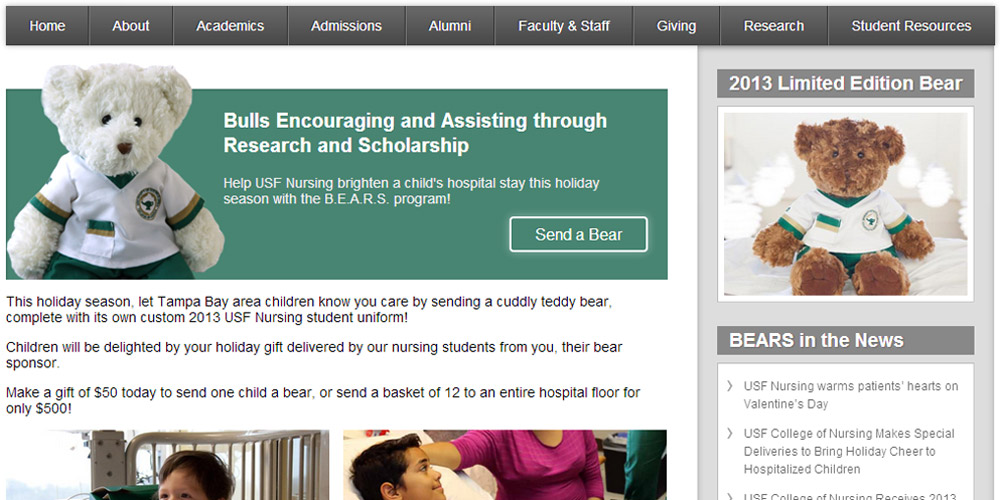 Home About Academics Admissions Alumni Faculty & Staff Giving Research Student Resources
Bulls Encouraging and Assisting through
Research and Scholarship
Help USF Nursing brighten a child's hospital stay this holiday
season with the B.E.A.R.S. program!
Send a Bear
This holiday season, let Tampa Bay area children know you care by sending a cuddly teddy bear,
complete with its own custom 2013 USF Nursing student uniform!
Children will be delighted by your holiday gift delivered by our nursing students from you, their bear
sponsor.
Make a gift of $50 today to send one child a bear, or send a basket of 12 to an entire hospital floor for
only $500!
2013 Limited Edition Bear
BEARS in the News
USF Nursing warms patients' hearts on
Valentine's Day
USF College of Nursing Makes Special
Deliveries to Bring Holiday Cheer to
Hospitalized Children
USF College of Nursing Receives 2013